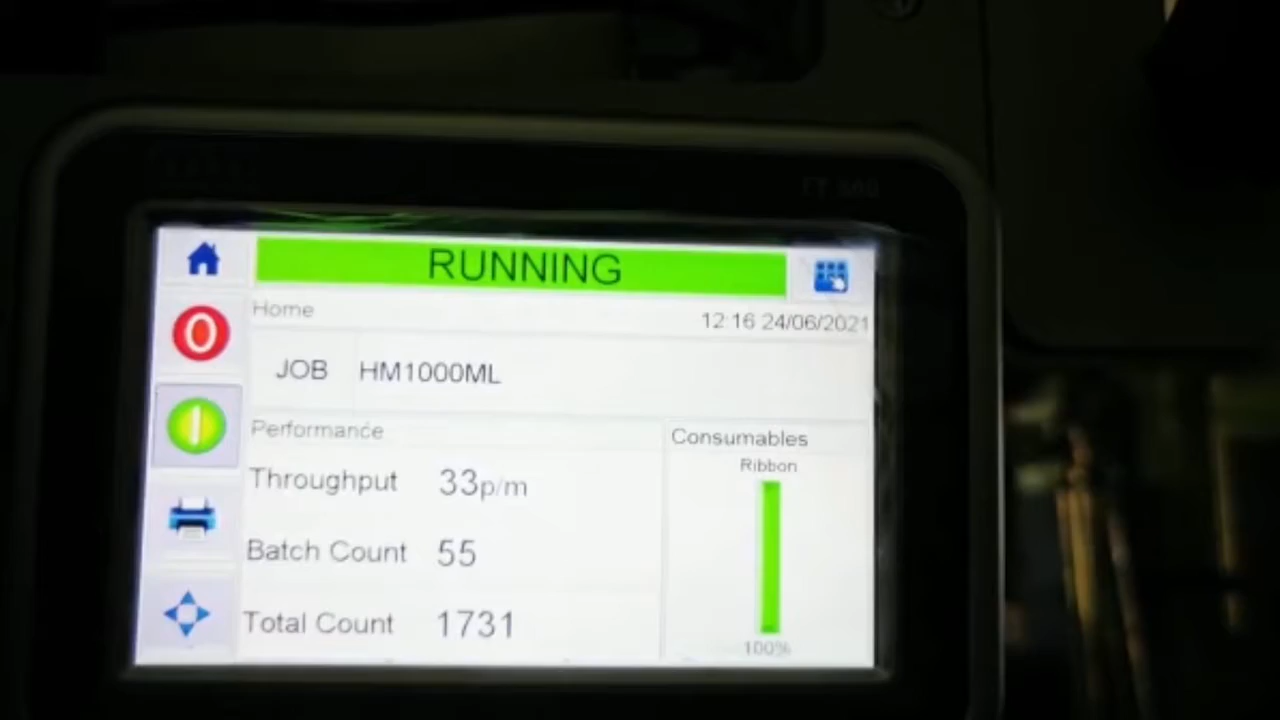 RUNNING
Home
12:16 24/06/2021
JOB HM1000ML
Performance
Consumables
Ribbon
Throughput 33p/m
Batch Count 55
Total Count 1731
100%